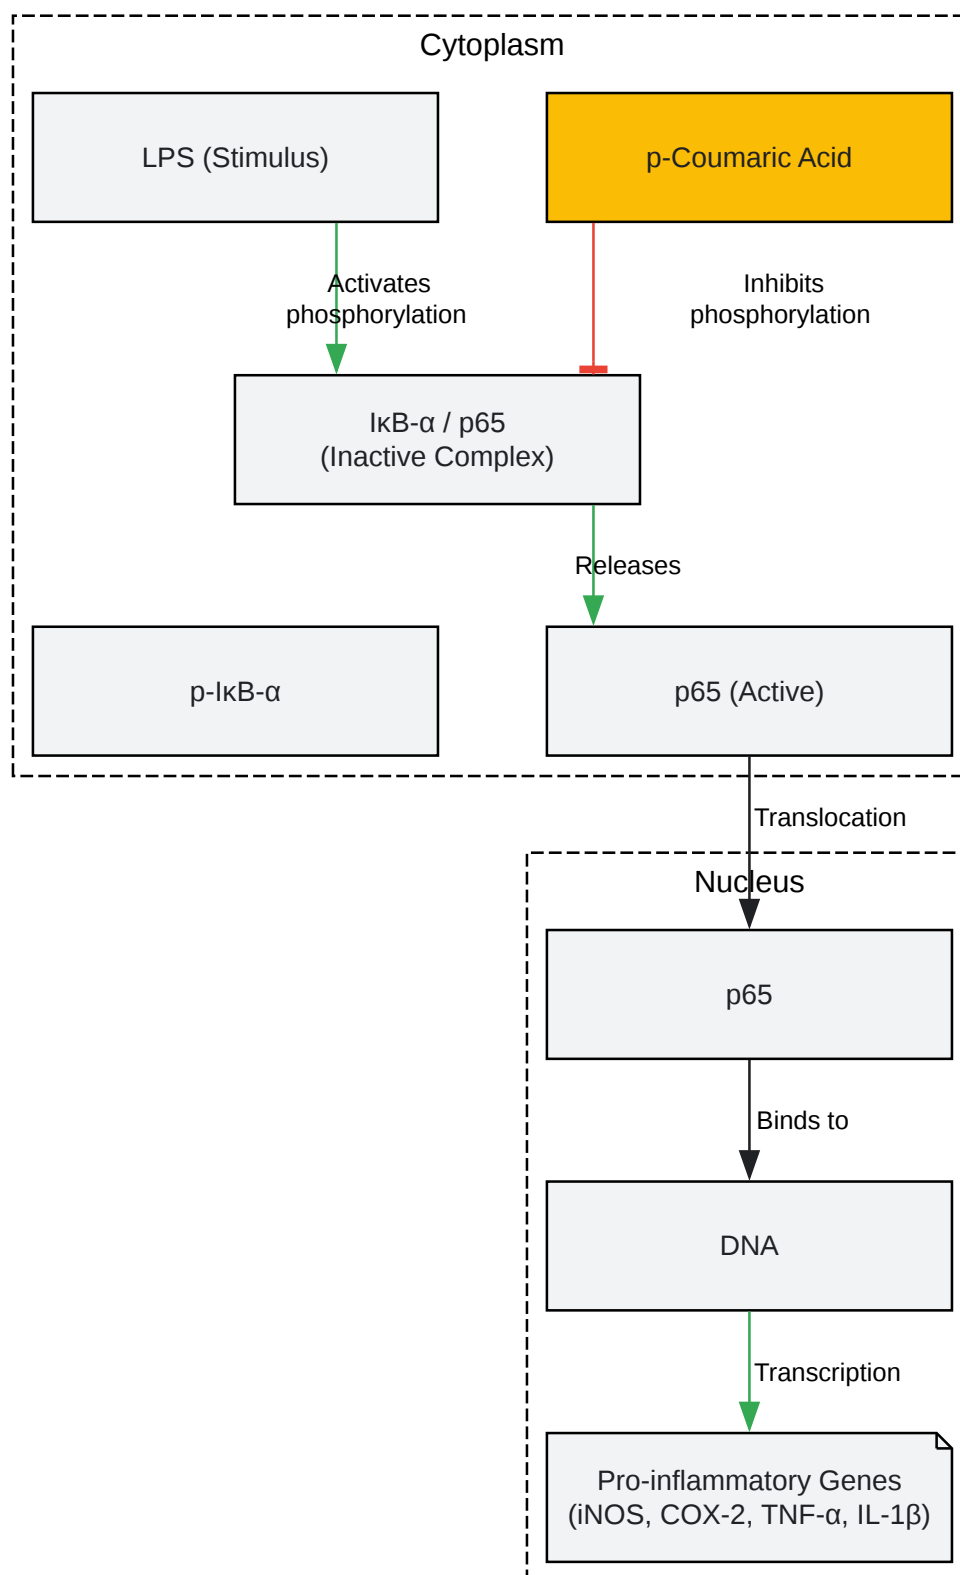 Cytoplasm
LPS (Stimulus)
p-Coumaric Acid
Activates
phosphorylation
Inhibits
phosphorylation
IκB-α / p65
(Inactive Complex)
Releases
p-IκB-α
p65 (Active)
Translocation
Nucleus
p65
Binds to
DNA
Transcription
Pro-inflammatory Genes
(iNOS, COX-2, TNF-α, IL-1β)